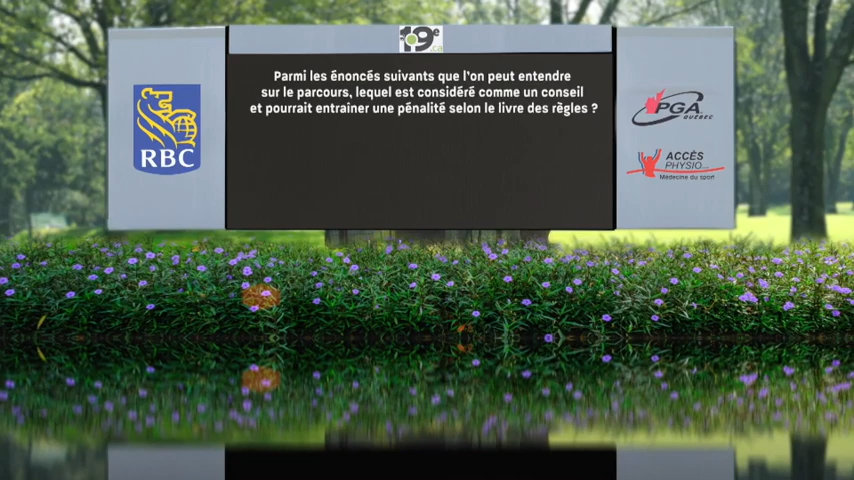 19e
.ca
Parmi les énoncés suivants que l'on peut entendre
sur le parcours, lequel est considéré comme un conseil
et pourrait entrainer une pénalité selon le livre des règles ?
RBC
PGA
QUÉBEC
ACCÈS
PHYSIO
Médecine du sport